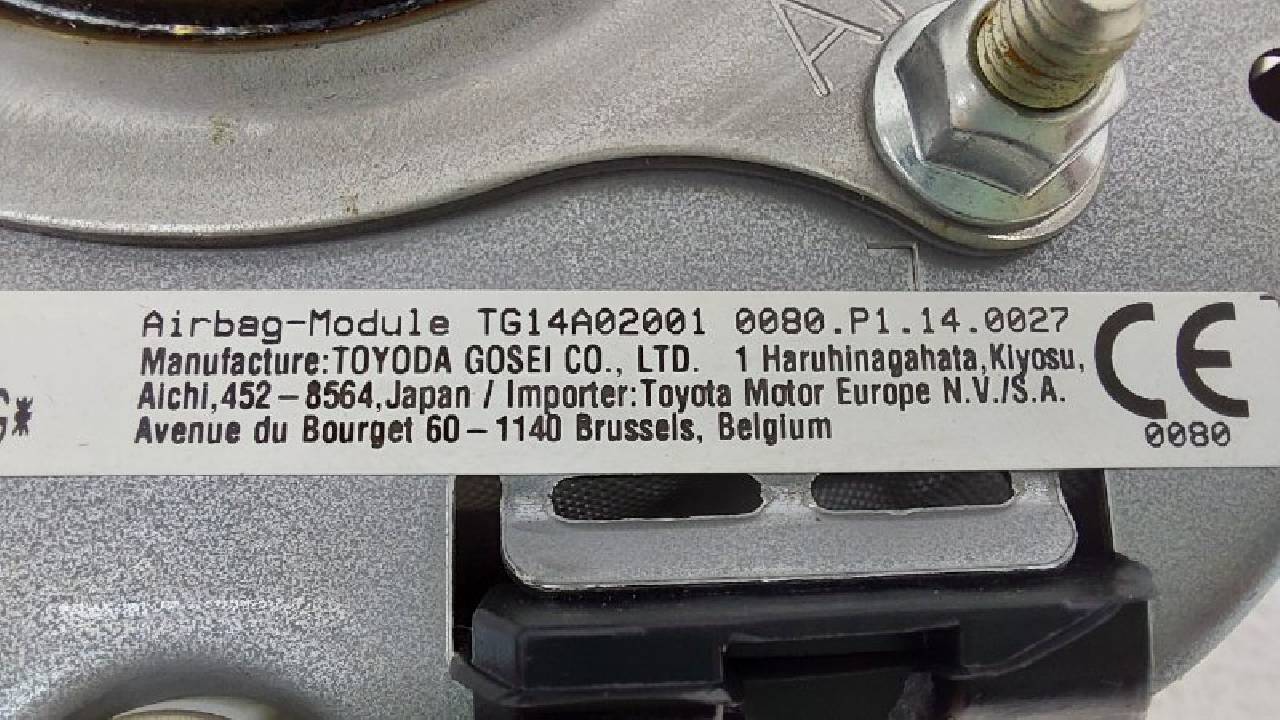 Airbag-Module TG14A02001 0080.P1.14.0027
Manufacture:TOYODA GOSEI CO., LTD. 1 Haruhinagahata,Kiyosu,
Aichi,452-8564,Japan / Importer:Toyota Motor Europe N.V./S.A.
Avenue du Bourget 60-1140 Brussels, Belgium
CE
0080